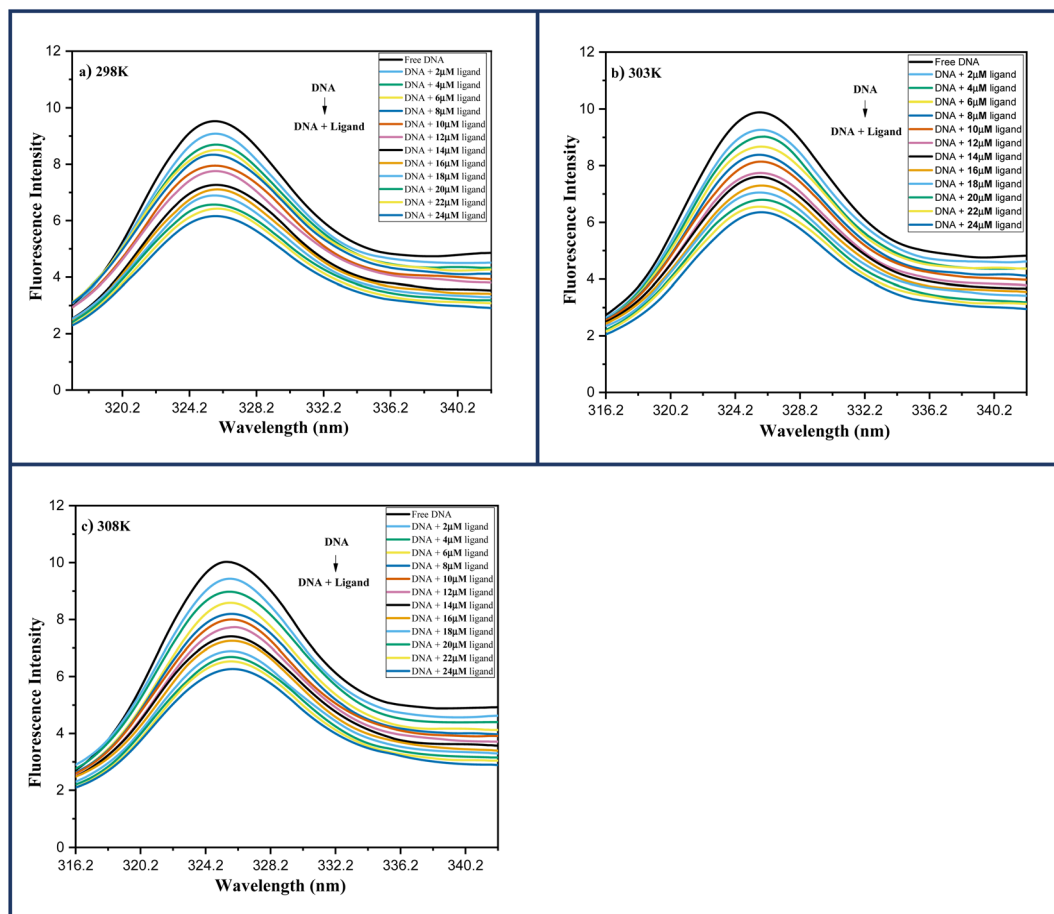 a) 298K
Free DNA
DNA + 2μM ligand
DNA + 4μM ligand
DNA + 6μM ligand
DNA + 8μM ligand
DNA + 10μM ligand
DNA + 12μM ligand
DNA + 14μM ligand
DNA + 16μM ligand
DNA + 18μM ligand
DNA + 20μM ligand
DNA + 22μM ligand
DNA + 24μM ligand
DNA
DNA + Ligand
Fluorescence Intensity
12
10
8
6
4
2
0
320.2 324.2 328.2 332.2 336.2 340.2
Wavelength (nm)
b) 303K
Free DNA
DNA + 2μM ligand
DNA + 4μM ligand
DNA + 6μM ligand
DNA + 8μM ligand
DNA + 10μM ligand
DNA + 12μM ligand
DNA + 14μM ligand
DNA + 16μM ligand
DNA + 18μM ligand
DNA + 20μM ligand
DNA + 22μM ligand
DNA + 24μM ligand
DNA
DNA + Ligand
Fluorescence Intensity
12
10
8
6
4
2
0
316.2 320.2 324.2 328.2 332.2 336.2 340.2
Wavelength (nm)
c) 308K
Free DNA
DNA + 2μM ligand
DNA + 4μM ligand
DNA + 6μM ligand
DNA + 8μM ligand
DNA + 10μM ligand
DNA + 12μM ligand
DNA + 14μM ligand
DNA + 16μM ligand
DNA + 18μM ligand
DNA + 20μM ligand
DNA + 22μM ligand
DNA + 24μM ligand
DNA
DNA + Ligand
Fluorescence Intensity
12
10
8
6
4
2
0
316.2 320.2 324.2 328.2 332.2 336.2 340.2
Wavelength (nm)